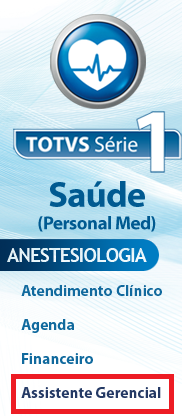 TOTVS Série 1
Saúde
(Personal Med)
ANESTESIOLOGIA
Atendimento Clínico
Agenda
Financeiro
Assistente Gerencial